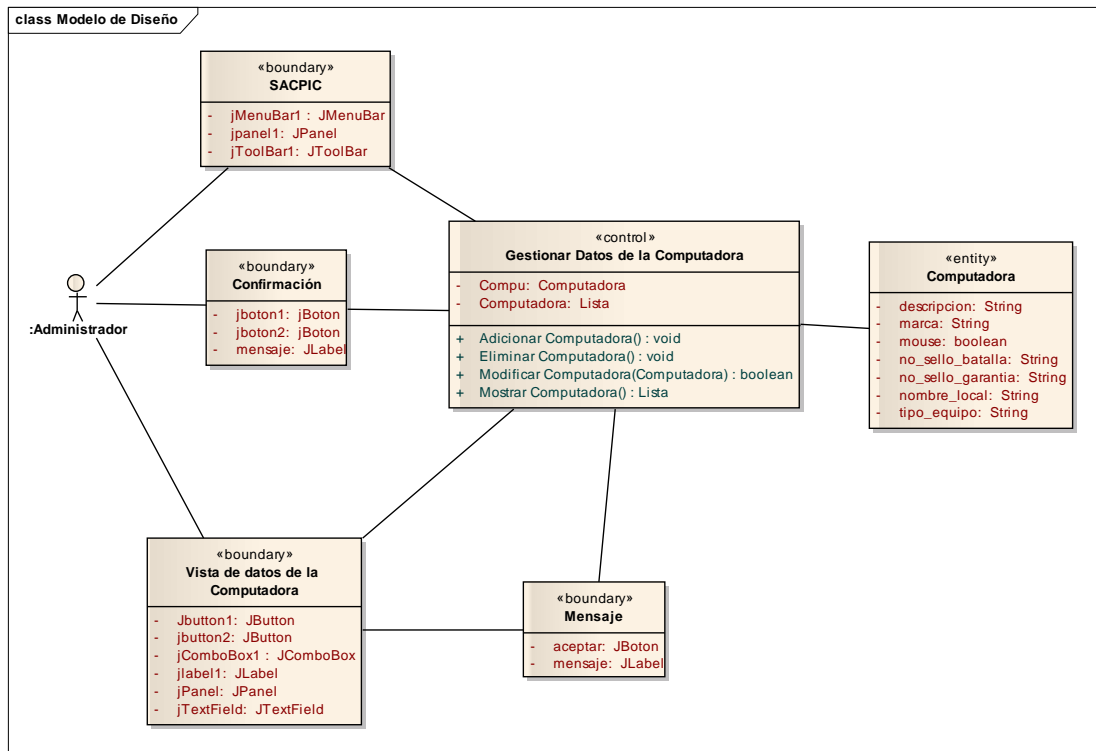 class Modelo de Diseño
«boundary»
SACPIC
- jMenuBar1 : JMenuBar
- jpanel1: JPanel
- jToolBar1: JToolBar
«control»
Gestionar Datos de la Computadora
- Compu: Computadora
- Computadora: Lista
+ Adicionar Computadora() : void
+ Eliminar Computadora() : void
+ Modificar Computadora(Computadora) : boolean
+ Mostrar Computadora() : Lista
«entity»
Computadora
- descripcion: String
- marca: String
- mouse: boolean
- no_sello_batalla: String
- no_sello_garantia: String
- nombre_local: String
- tipo_equipo: String
«boundary»
Confirmación
- jboton1: jBoton
- jboton2: jBoton
- mensaje: JLabel
:Administrador
«boundary»
Vista de datos de la
Computadora
- Jbutton1: JButton
- jbutton2: JButton
- jComboBox1 : JComboBox
- jlabel1: JLabel
- jPanel: JPanel
- jTextField: JTextField
«boundary»
Mensaje
- aceptar: JBoton
- mensaje: JLabel